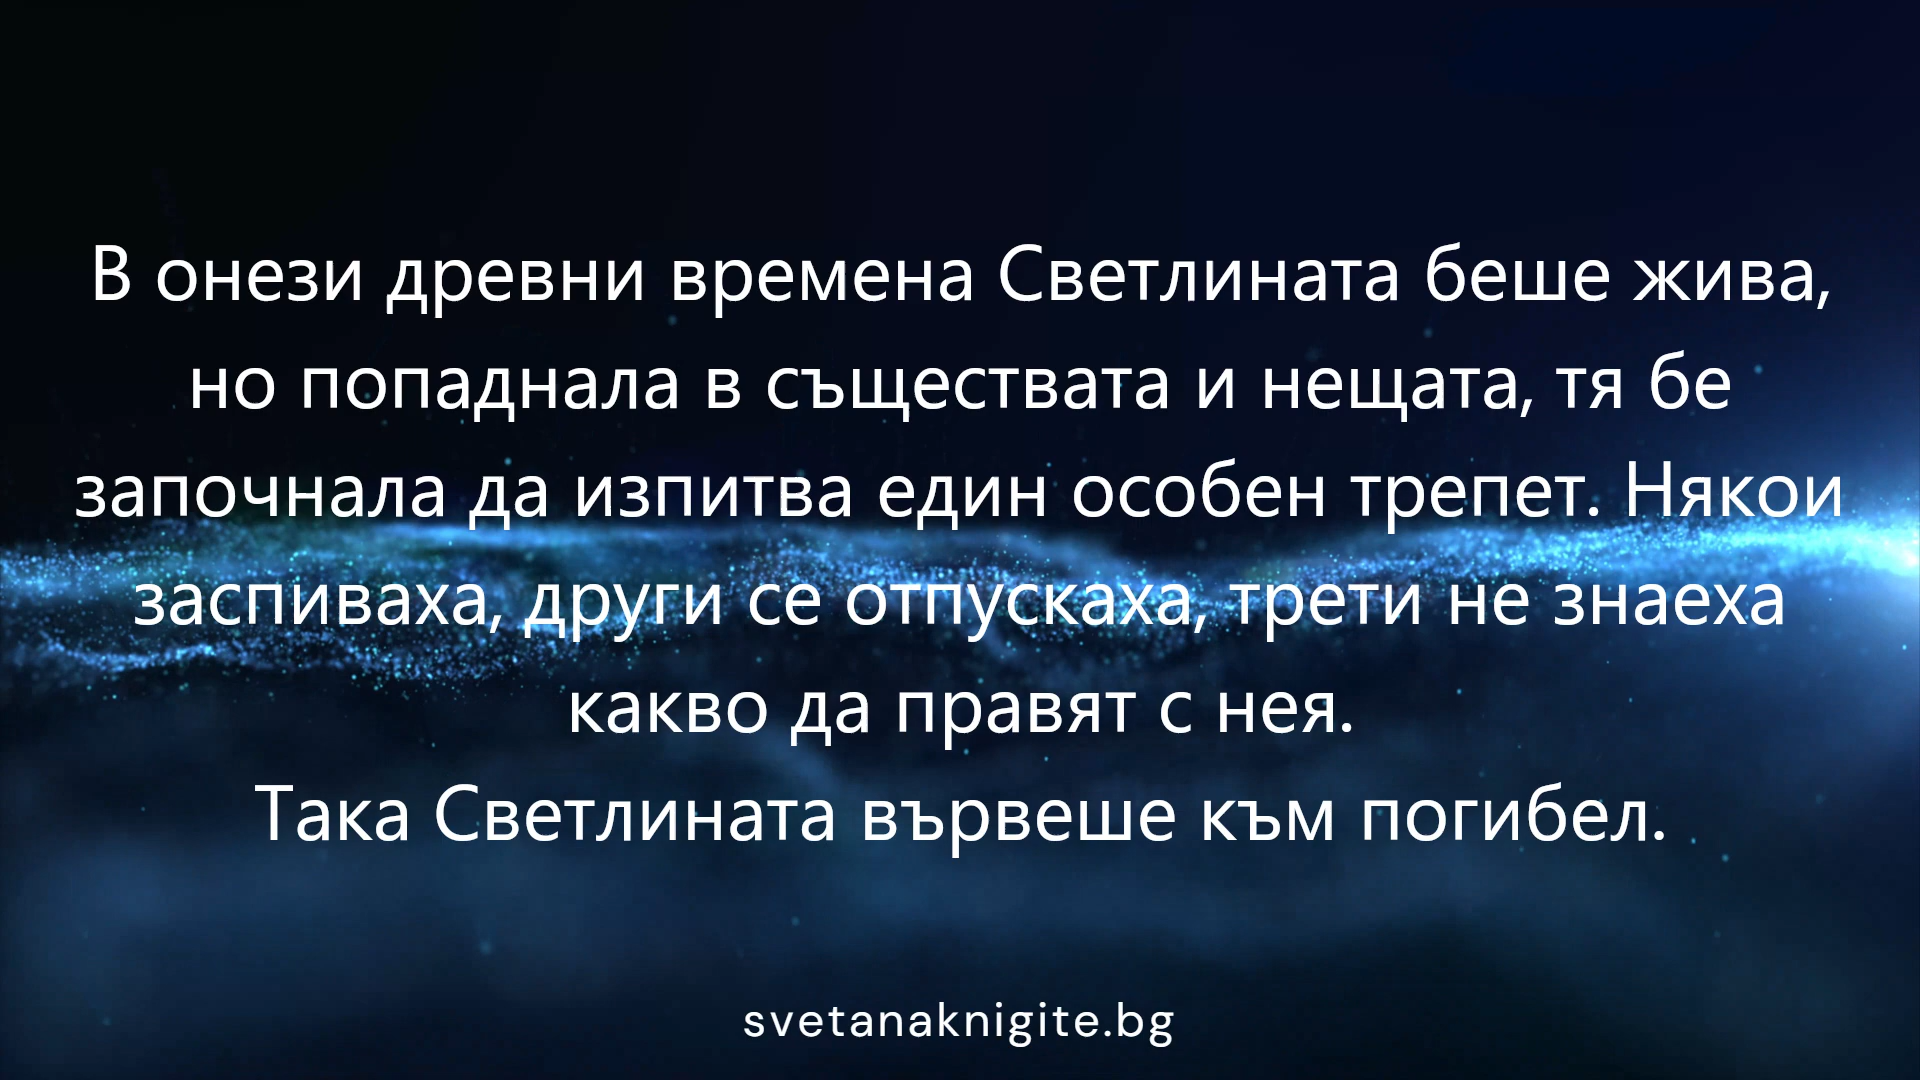 В онези древни времена Светлината беше жива,
но попаднала в съществата и нещата, тя бе
започнала да изпитва един особен трепет. Някои
заспиваха, други се отпускаха, трети не знаеха
какво да правят с нея.
Така Светлината вървеше към погибел.
svetanaknigite.bg